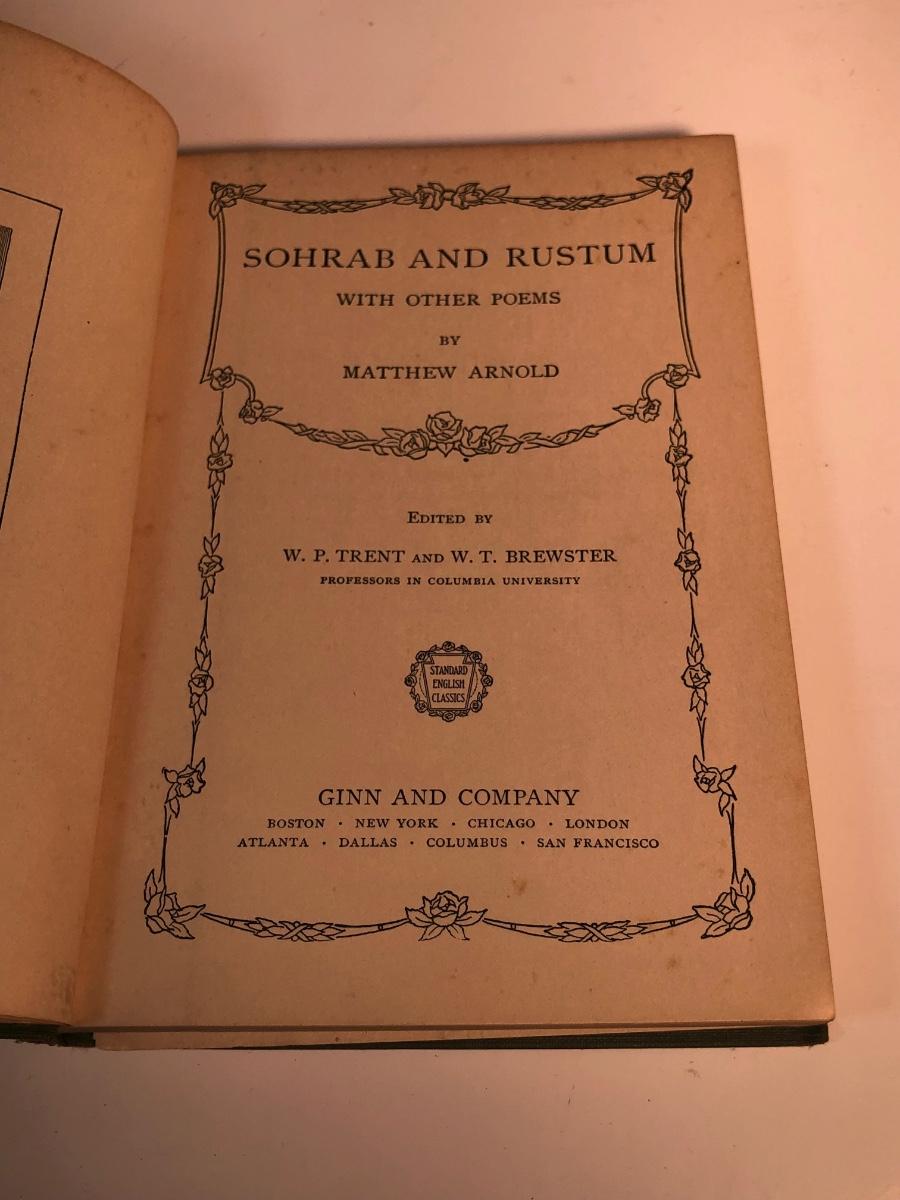 SOHRAB AND RUSTUM
WITH OTHER POEMS
BY
MATTHEW ARNOLD
EDITED BY
W. P. TRENT AND W. T. BREWSTER
PROFESSORS IN COLUMBIA UNIVERSITY
STANDARD
ENGLISH
CLASSICS
GINN AND COMPANY
BOSTON · NEW YORK · CHICAGO · LONDON
ATLANTA · DALLAS · COLUMBUS · SAN FRANCISCO